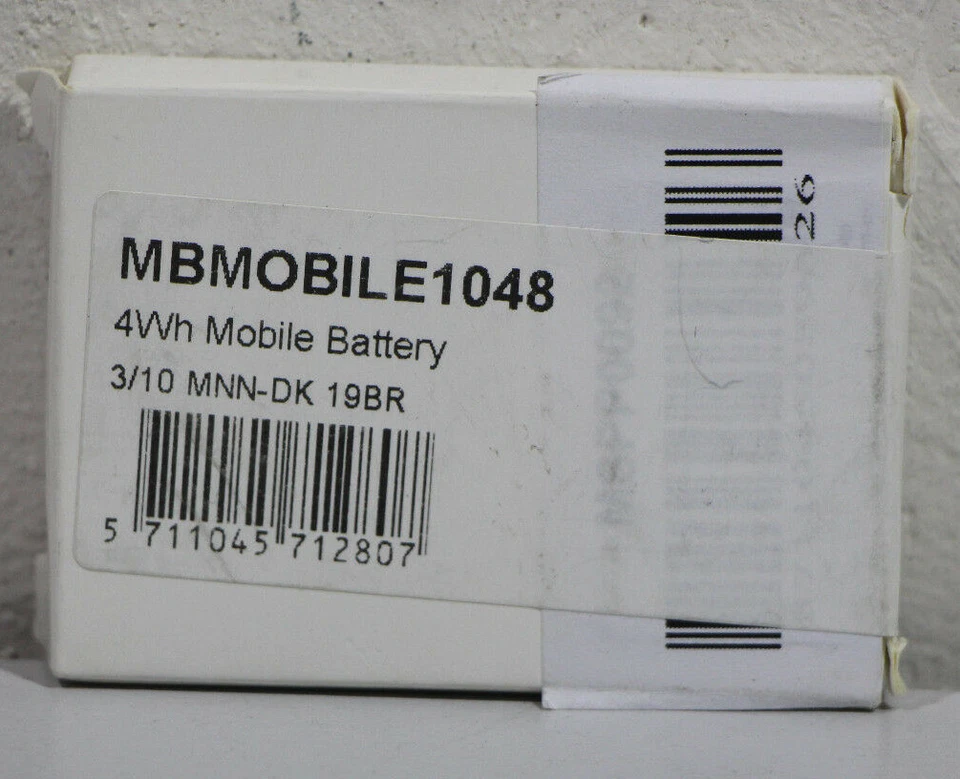 MBMOBILE1048
4Wh Mobile Battery
3/10 MNN-DK 19BR
5 711045 712807
26